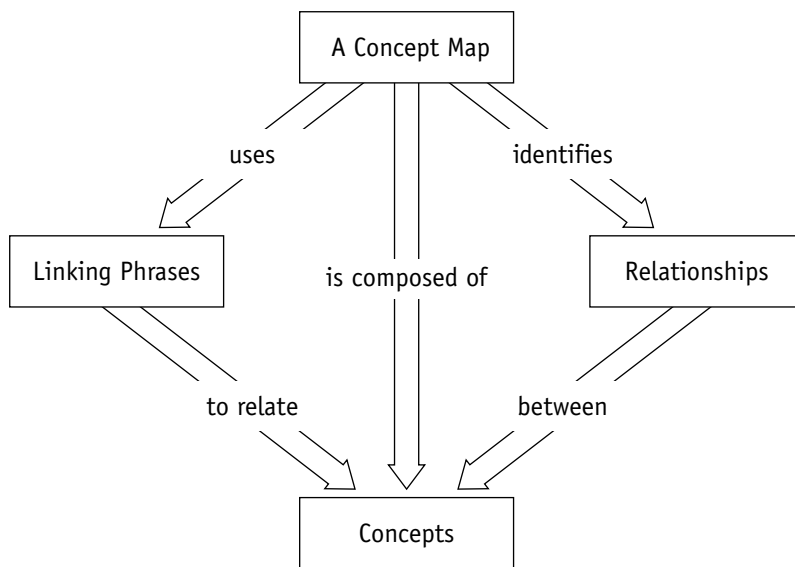 A Concept Map
uses
identifies
Linking Phrases
is composed of
Relationships
to relate
between
Concepts